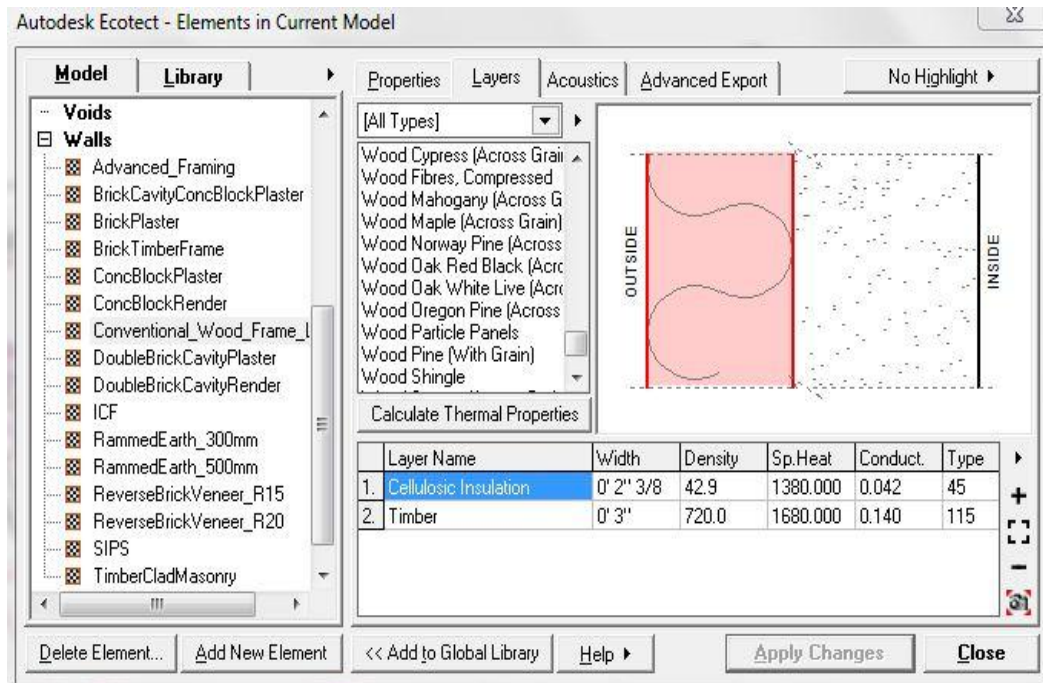 Autodesk Ecotect - Elements in Current Model
Model Library
Voids
Walls
Advanced_Framing
BrickCavityConcBlockPlaster
BrickPlaster
BrickTimberFrame
ConcBlockPlaster
ConcBlockRender
Conventional_Wood_Frame_L
DoubleBrickCavityPlaster
DoubleBrickCavityRender
ICF
RammedEarth_300mm
RammedEarth_500mm
ReverseBrickVeneer_R15
ReverseBrickVeneer_R20
SIPS
TimberCladMasonry
Delete Element... Add New Element
Properties Layers Acoustics Advanced Export No Highlight
[All Types]
Wood Cypress (Across Grain
Wood Fibres, Compressed
Wood Mahogany (Across G
Wood Maple (Across Grain)
Wood Norway Pine (Across
Wood Oak Red Black (Acro
Wood Oak White Live (Acro
Wood Oregon Pine (Across
Wood Particle Panels
Wood Pine (With Grain)
Wood Shingle
Calculate Thermal Properties
OUTSIDE
INSIDE
Layer Name Width Density Sp.Heat Conduct. Type
1. Cellulosic Insulation 0' 2" 3/8 42.9 1380.000 0.042 45
2. Timber 0' 3" 720.0 1680.000 0.140 115
<< Add to Global Library Help Apply Changes Close